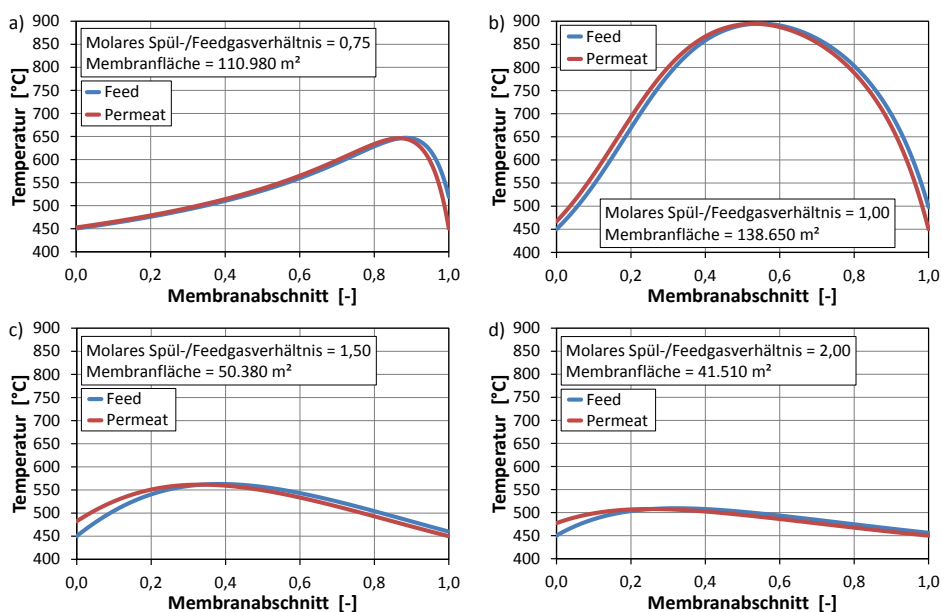 a)
Temperatur [°C]
900
850
800
750
700
650
600
550
500
450
400
Molares Spül-/Feedgasverhältnis = 0,75
Membranfläche = 110.980 m²
Feed
Permeat
0,0 0,2 0,4 0,6 0,8 1,0
Membranabschnitt [-]
b)
Temperatur [°C]
900
850
800
750
700
650
600
550
500
450
400
Feed
Permeat
Molares Spül-/Feedgasverhältnis = 1,00
Membranfläche = 138.650 m²
0,0 0,2 0,4 0,6 0,8 1,0
Membranabschnitt [-]
c)
Temperatur [°C]
900
850
800
750
700
650
600
550
500
450
400
Molares Spül-/Feedgasverhältnis = 1,50
Membranfläche = 50.380 m²
Feed
Permeat
0,0 0,2 0,4 0,6 0,8 1,0
Membranabschnitt [-]
d)
Temperatur [°C]
900
850
800
750
700
650
600
550
500
450
400
Molares Spül-/Feedgasverhältnis = 2,00
Membranfläche = 41.510 m²
Feed
Permeat
0,0 0,2 0,4 0,6 0,8 1,0
Membranabschnitt [-]